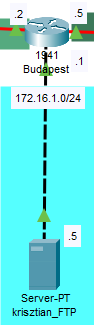 .2
.5
1941
Budapest
.1
172.16.1.0/24
.5
Server-PT
krisztian_FTP